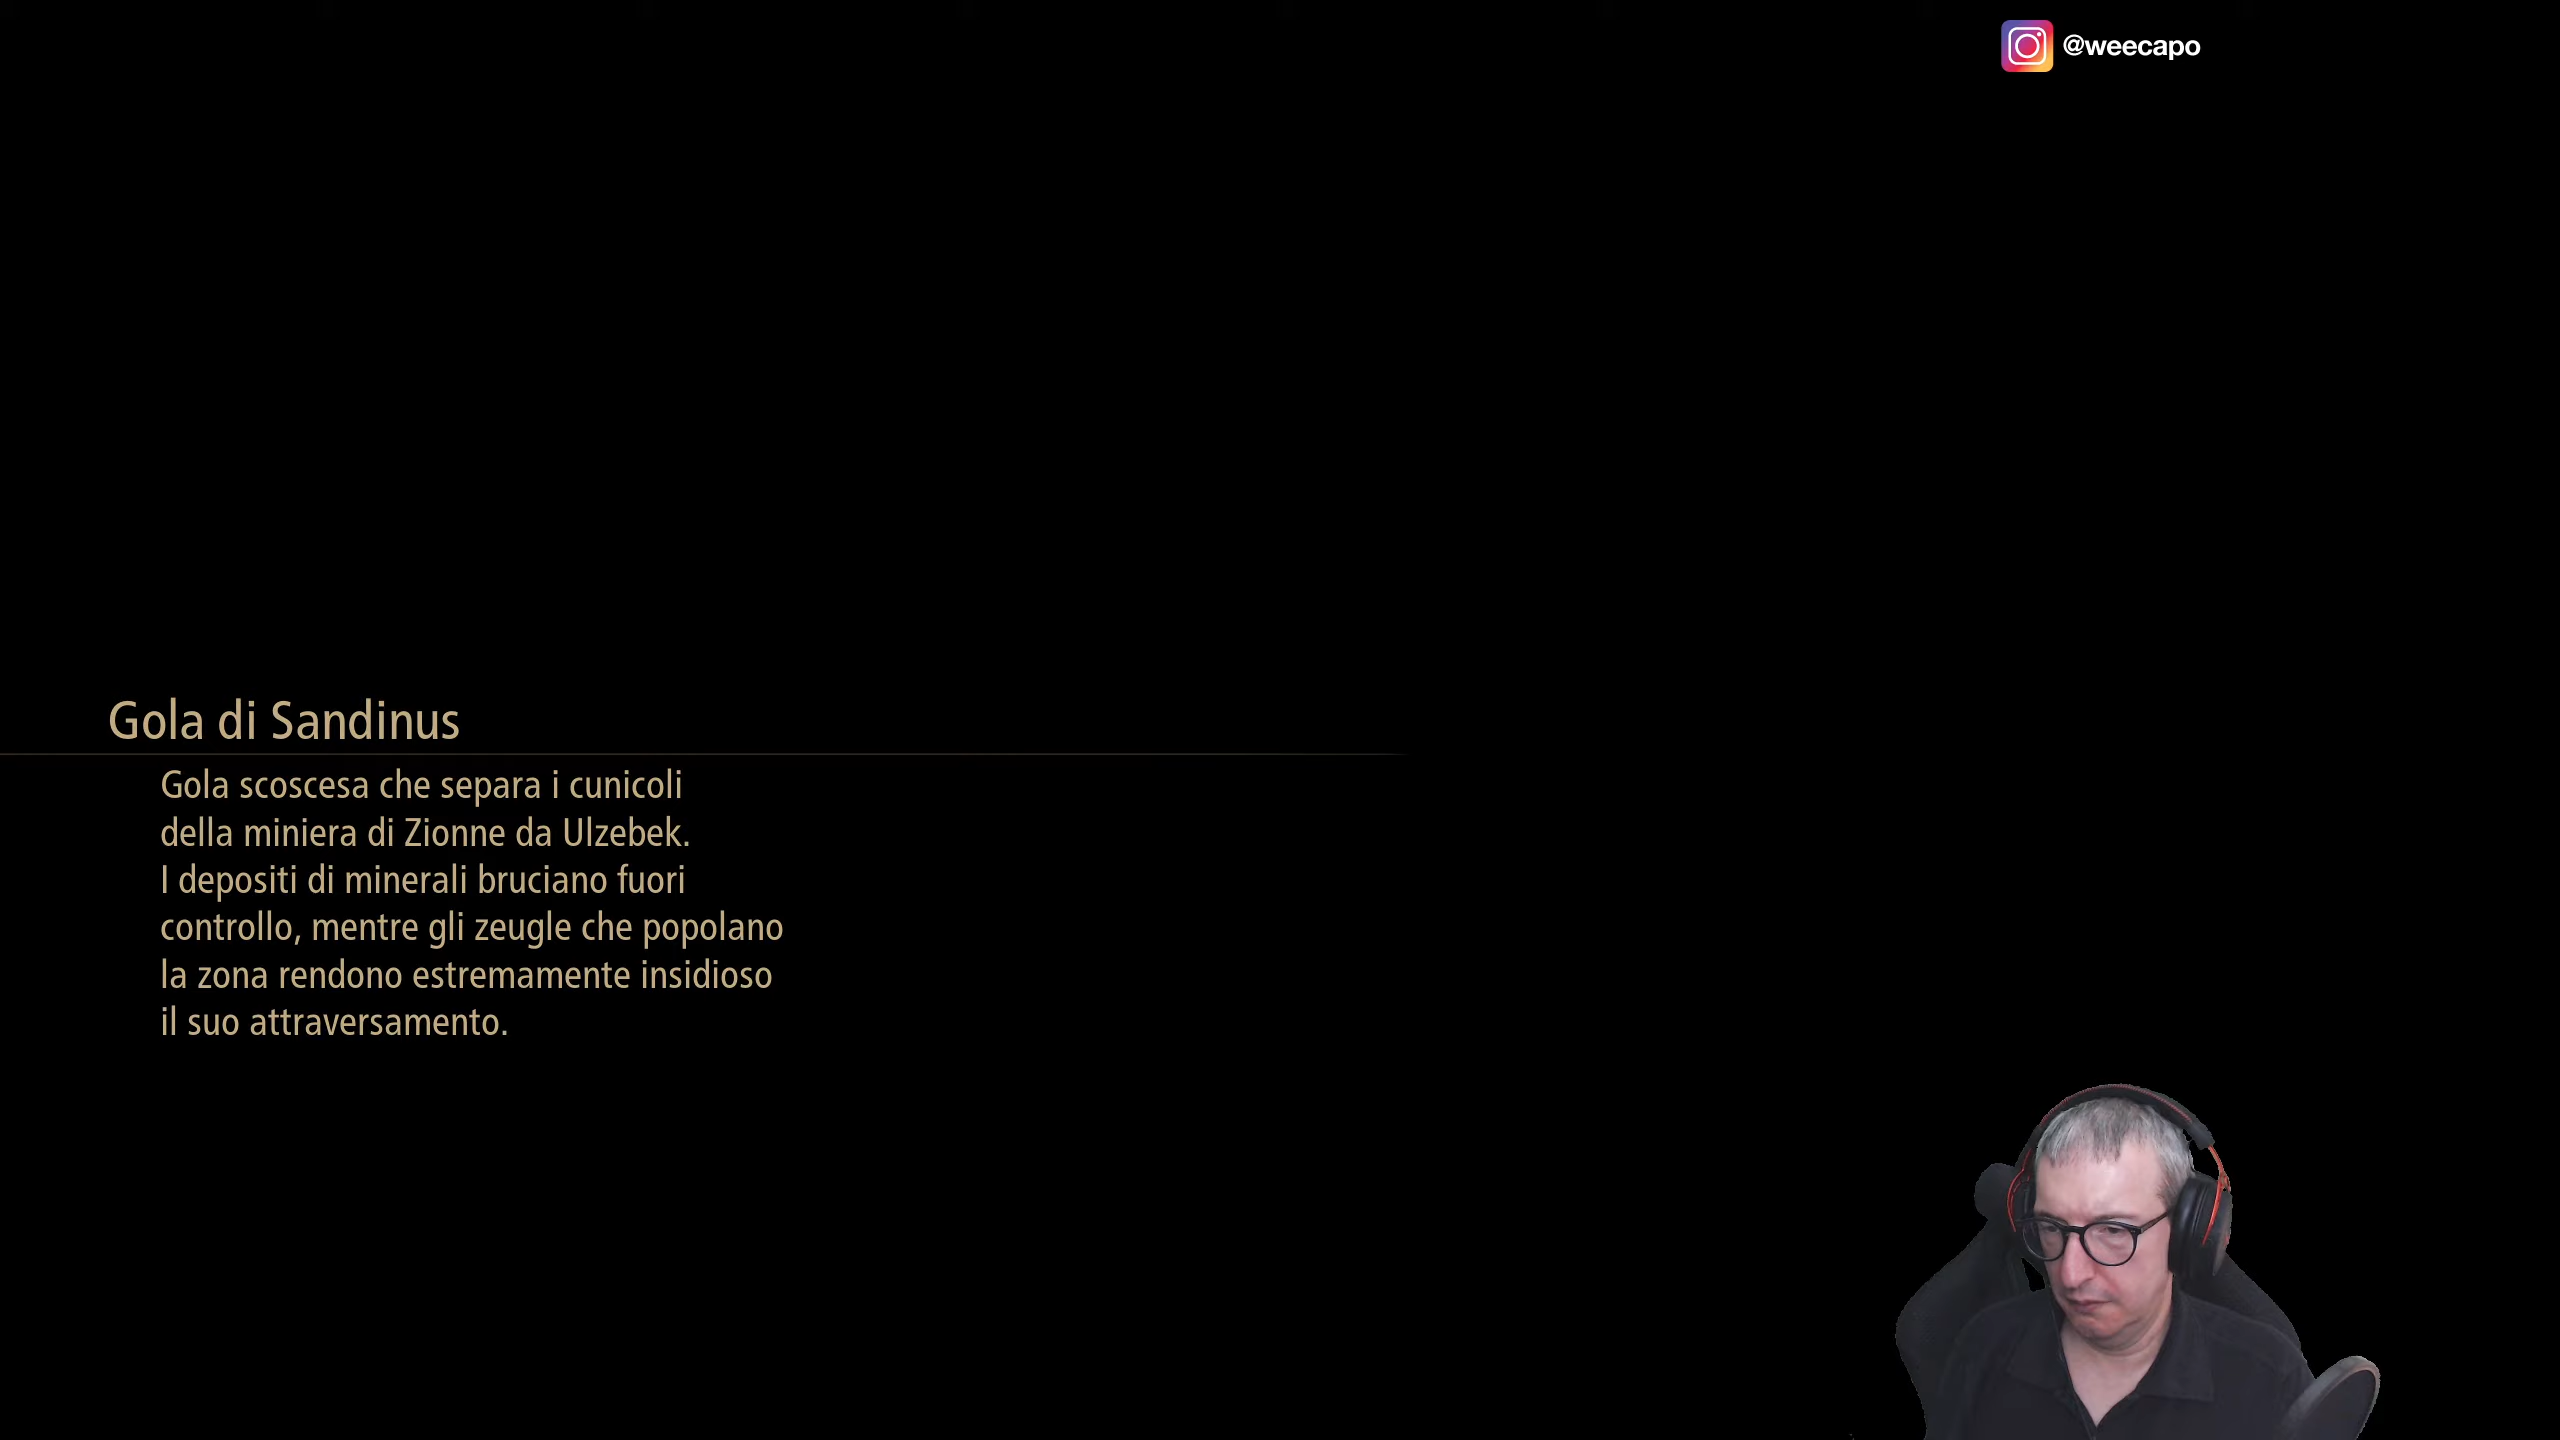 @weecapo
Gola di Sandinus
Gola scoscesa che separa i cunicoli
della miniera di Zionne da Ulzebek.
I depositi di minerali bruciano fuori
controllo, mentre gli zeugle che popolano
la zona rendono estremamente insidioso
il suo attraversamento.